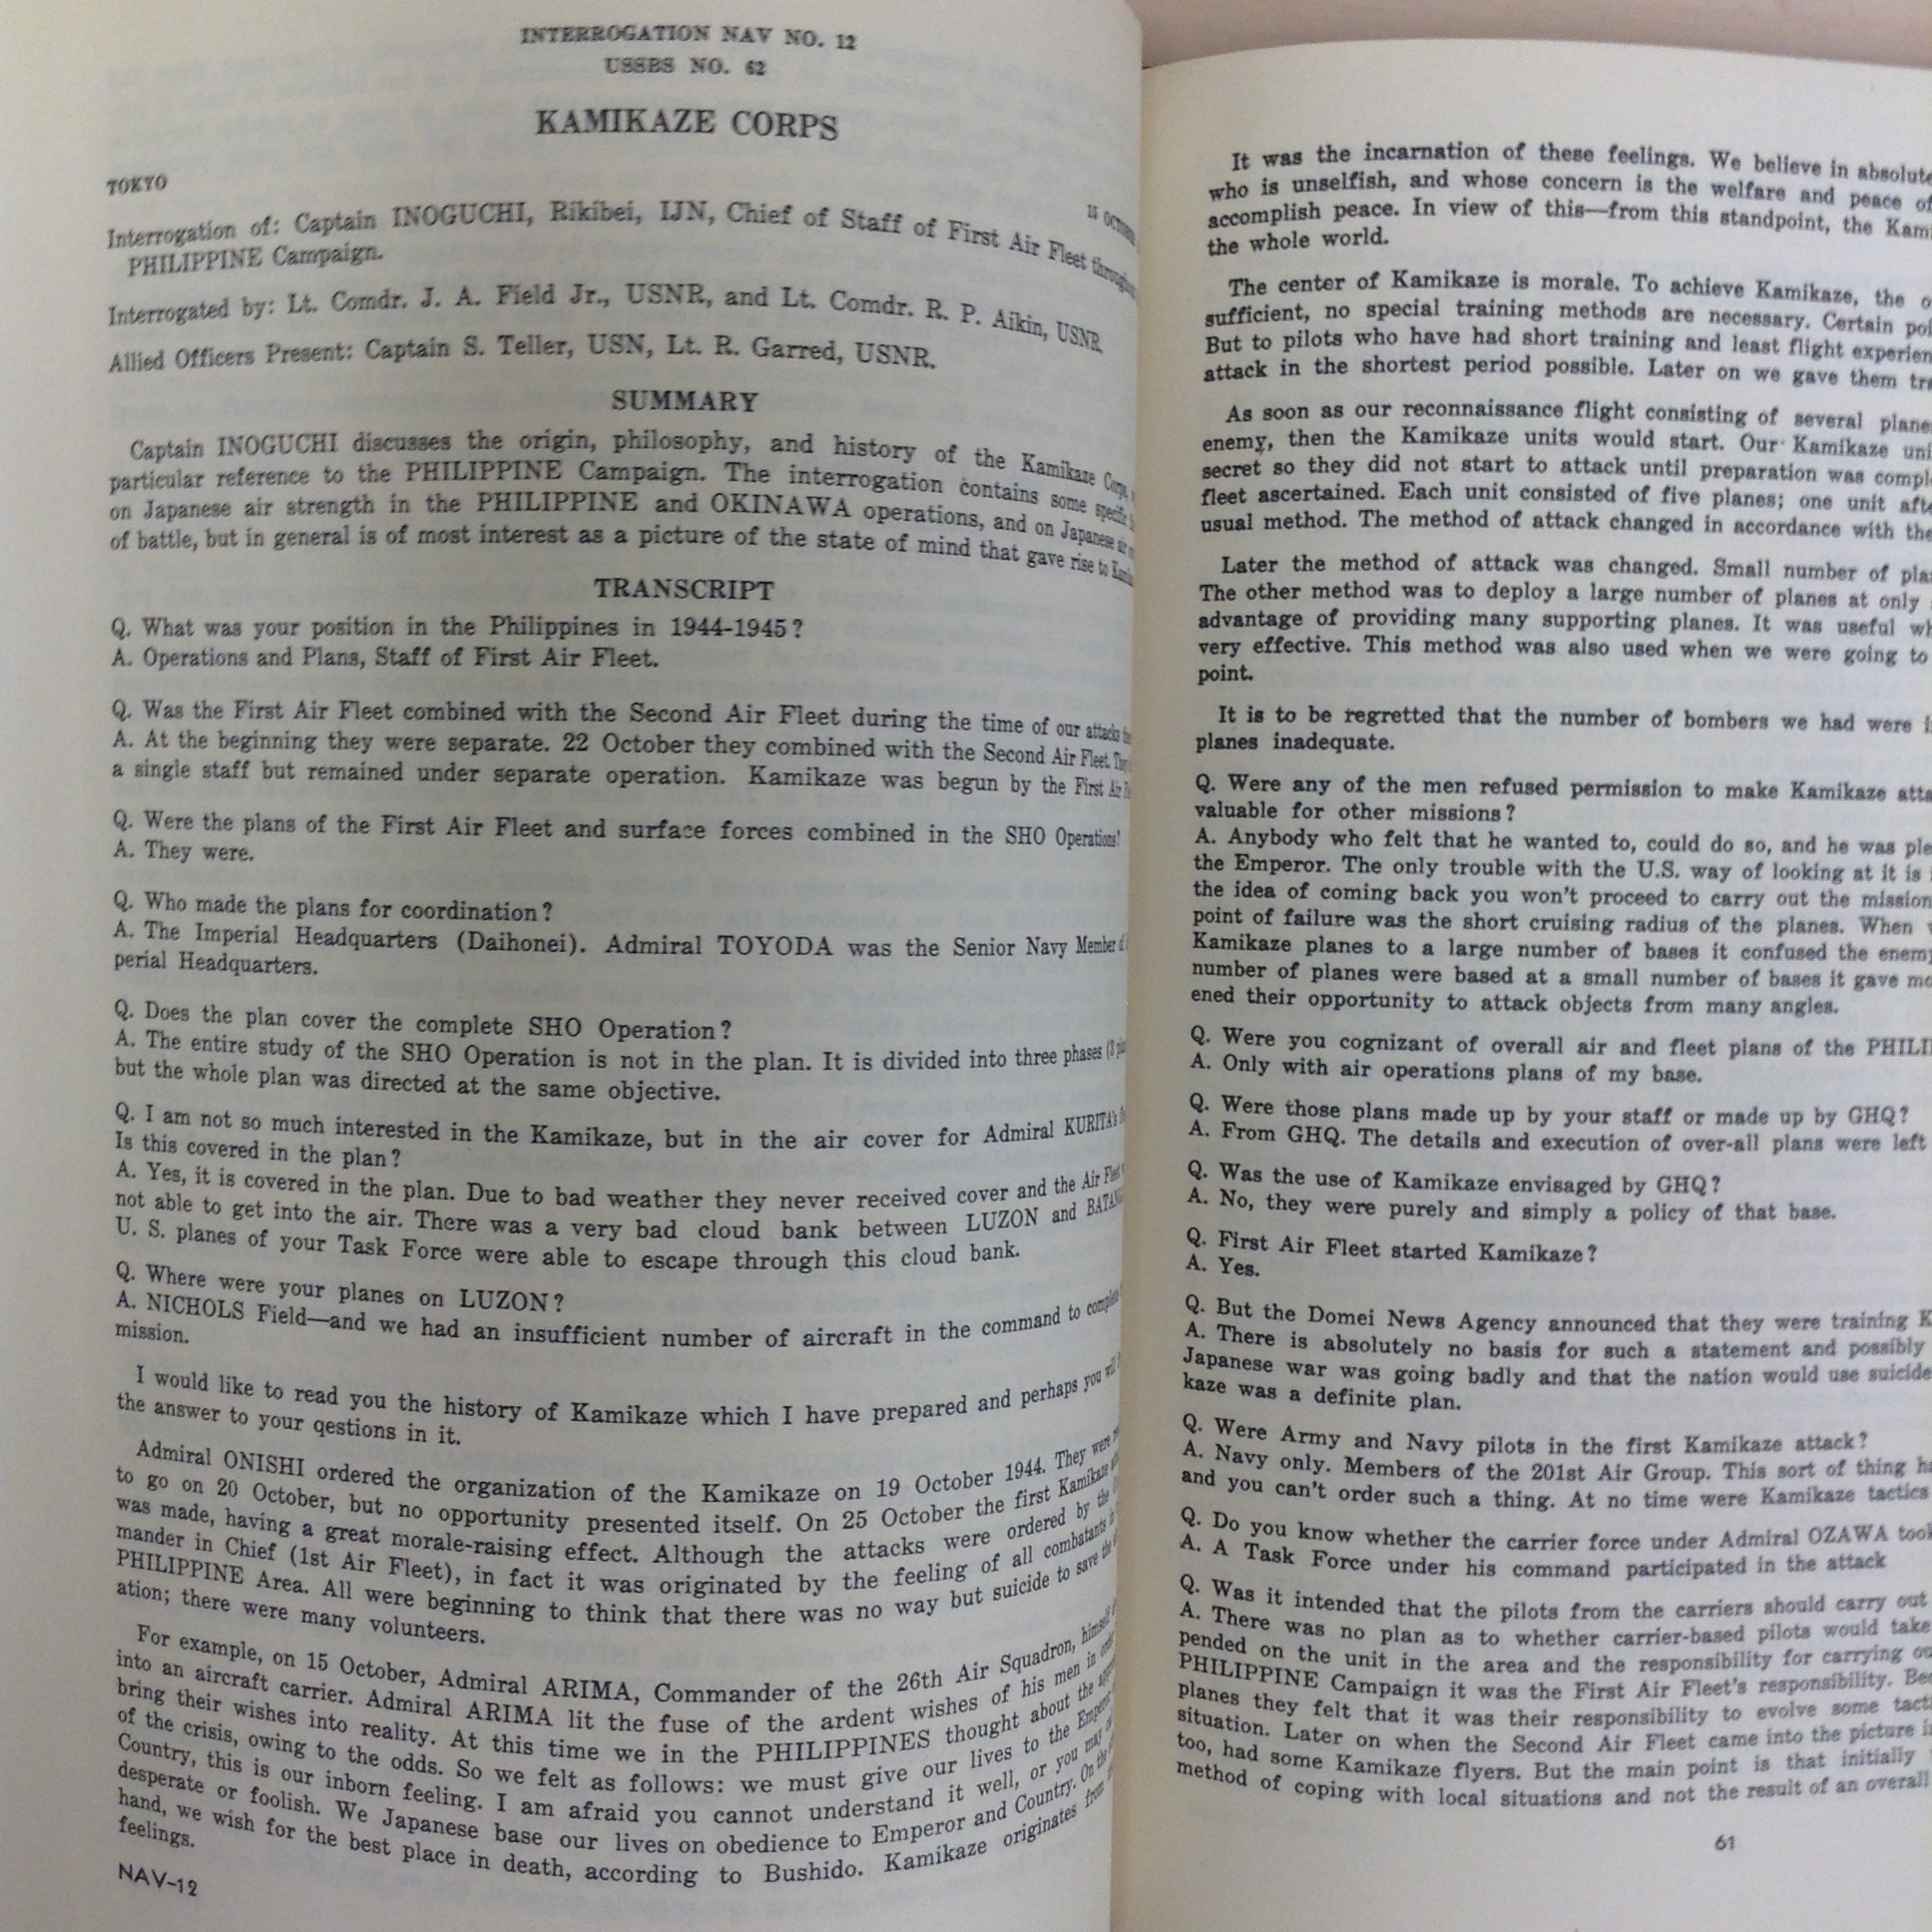 INTERROGATION NAV NO. 12
USSBS NO. 62
KAMIKAZE CORPS
TOKYO
15 OCTOBER
Interrogation of: Captain INOGUCHI, Rikibei, IJN, Chief of Staff of First Air Fleet throughout
PHILIPPINE Campaign.
Interrogated by: Lt. Comdr. J. A. Field Jr., USNR, and Lt. Comdr. R. P. Aikin, USNR.
Allied Officers Present: Captain S. Teller, USN, Lt. R. Garred, USNR.
SUMMARY
Captain INOGUCHI discusses the origin, philosophy, and history of the Kamikaze Corps,
particular reference to the PHILIPPINE Campaign. The interrogation contains some specific
on Japanese air strength in the PHILIPPINE and OKINAWA operations, and on Japanese air
of battle, but in general is of most interest as a picture of the state of mind that gave rise to
TRANSCRIPT
Q. What was your position in the Philippines in 1944-1945?
A. Operations and Plans, Staff of First Air Fleet.
Q. Was the First Air Fleet combined with the Second Air Fleet during the time of our attacks
A. At the beginning they were separate. 22 October they combined with the Second Air Fleet. They
a single staff but remained under separate operation. Kamikaze was begun by the First Air
Q. Were the plans of the First Air Fleet and surface forces combined in the SHO Operations?
A. They were.
Q. Who made the plans for coordination?
A. The Imperial Headquarters (Daihonei). Admiral TOYODA was the Senior Navy Member of
perial Headquarters.
Q. Does the plan cover the complete SHO Operation?
A. The entire study of the SHO Operation is not in the plan. It is divided into three phases (3
but the whole plan was directed at the same objective.
Q. I am not so much interested in the Kamikaze, but in the air cover for Admiral KURITA's
Is this covered in the plan?
A. Yes, it is covered in the plan. Due to bad weather they never received cover and the Air Fleet
not able to get into the air. There was a very bad cloud bank between LUZON and
U. S. planes of your Task Force were able to escape through this cloud bank.
Q. Where were your planes on LUZON?
A. NICHOLS Field—and we had an insufficient number of aircraft in the command to complete
mission.
I would like to read you the history of Kamikaze which I have prepared and perhaps you will
the answer to your qestions in it.
Admiral ONISHI ordered the organization of the Kamikaze on 19 October 1944. They were
to go on 20 October, but no opportunity presented itself. On 25 October the first Kamikaze
was made, having a great morale-raising effect. Although the attacks were ordered by the
mander in Chief (1st Air Fleet), in fact it was originated by the feeling of all combatants in
PHILIPPINE Area. All were beginning to think that there was no way but suicide to save the
ation; there were many volunteers.
For example, on 15 October, Admiral ARIMA, Commander of the 26th Air Squadron, himself
into an aircraft carrier. Admiral ARIMA lit the fuse of the ardent wishes of his men in
bring their wishes into reality. At this time we in the PHILIPPINES thought about the
of the crisis, owing to the odds. So we felt as follows: we must give our lives to the Emperor
Country, this is our inborn feeling. I am afraid you cannot understand it well, or you may
desperate or foolish. We Japanese base our lives on obedience to Emperor and Country. On the
hand, we wish for the best place in death, according to Bushido. Kamikaze originates from
feelings.
NAV-12
It was the incarnation of these feelings. We believe in absolute
who is unselfish, and whose concern is the welfare and peace of
accomplish peace. In view of this—from this standpoint, the
the whole world.
The center of Kamikaze is morale. To achieve Kamikaze, the
sufficient, no special training methods are necessary. Certain
But to pilots who have had short training and least flight
attack in the shortest period possible. Later on we gave them
As soon as our reconnaissance flight consisting of several
enemy, then the Kamikaze units would start. Our Kamikaze
secret so they did not start to attack until preparation was
fleet ascertained. Each unit consisted of five planes; one unit
usual method. The method of attack changed in accordance with the
Later the method of attack was changed. Small number of
The other method was to deploy a large number of planes at only
advantage of providing many supporting planes. It was useful
very effective. This method was also used when we were going to
point.
It is to be regretted that the number of bombers we had were
planes inadequate.
Q. Were any of the men refused permission to make Kamikaze
valuable for other missions?
A. Anybody who felt that he wanted to, could do so, and he was
the Emperor. The only trouble with the U.S. way of looking at it is
the idea of coming back you won't proceed to carry out the mission
point of failure was the short cruising radius of the planes. When
Kamikaze planes to a large number of bases it confused the enemy
number of planes were based at a small number of bases it gave
ened their opportunity to attack objects from many angles.
Q. Were you cognizant of overall air and fleet plans of the
A. Only with air operations plans of my base.
Q. Were those plans made up by your staff or made up by GHQ?
A. From GHQ. The details and execution of over-all plans were left
Q. Was the use of Kamikaze envisaged by GHQ?
A. No, they were purely and simply a policy of that base.
Q. First Air Fleet started Kamikaze?
A. Yes.
Q. But the Domei News Agency announced that they were training
A. There is absolutely no basis for such a statement and possibly
Japanese war was going badly and that the nation would use suicide
kaze was a definite plan.
Q. Were Army and Navy pilots in the first Kamikaze attack?
A. Navy only. Members of the 201st Air Group. This sort of thing
and you can't order such a thing. At no time were Kamikaze tactics
Q. Do you know whether the carrier force under Admiral OZAWA took
A. A Task Force under his command participated in the attack
Q. Was it intended that the pilots from the carriers should carry out
A. There was no plan as to whether carrier-based pilots would take
pended on the unit in the area and the responsibility for carrying
PHILIPPINE Campaign it was the First Air Fleet's responsibility.
planes they felt that it was their responsibility to evolve some
situation. Later on when the Second Air Fleet came into the picture
too, had some Kamikaze flyers. But the main point is that initially
method of coping with local situations and not the result of an overall
61